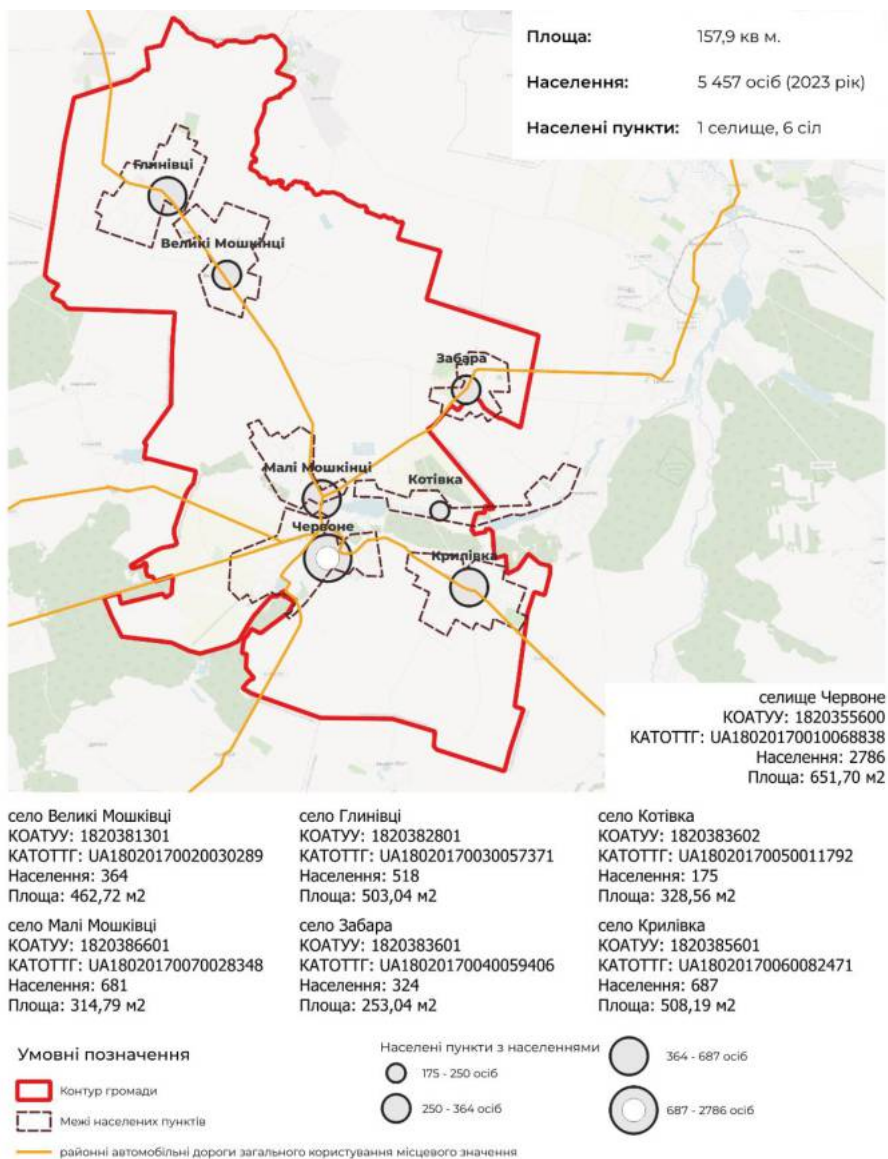 Площа: 157,9 кв м.
Населення: 5 457 осіб (2023 рік)
Населені пункти: 1 селище, 6 сіл
Глинівці
Великі Мошкінці
Забара
Малі Мошкінці
Котівка
Червоне
Крилівка
селище Червоне
КОАТУУ: 1820355600
КАТОТТГ: UA18020170010068838
Населення: 2786
Площа: 651,70 м2
село Великі Мошківці
КОАТУУ: 1820381301
КАТОТТГ: UA18020170020030289
Населення: 364
Площа: 462,72 м2
село Глинівці
КОАТУУ: 1820382801
КАТОТТГ: UA18020170030057371
Населення: 518
Площа: 503,04 м2
село Котівка
КОАТУУ: 1820383602
КАТОТТГ: UA18020170050011792
Населення: 175
Площа: 328,56 м2
село Малі Мошківці
КОАТУУ: 1820386601
КАТОТТГ: UA18020170070028348
Населення: 681
Площа: 314,79 м2
село Забара
КОАТУУ: 1820383601
КАТОТТГ: UA18020170040059406
Населення: 324
Площа: 253,04 м2
село Крилівка
КОАТУУ: 1820385601
КАТОТТГ: UA18020170060082471
Населення: 687
Площа: 508,19 м2
Умовні позначення
Контур громади
Межі населених пунктів
районні автомобільні дороги загального користування місцевого значення
Населені пункти з населеннями
175 - 250 осіб
250 - 364 осіб
364 - 687 осіб
687 - 2786 осіб